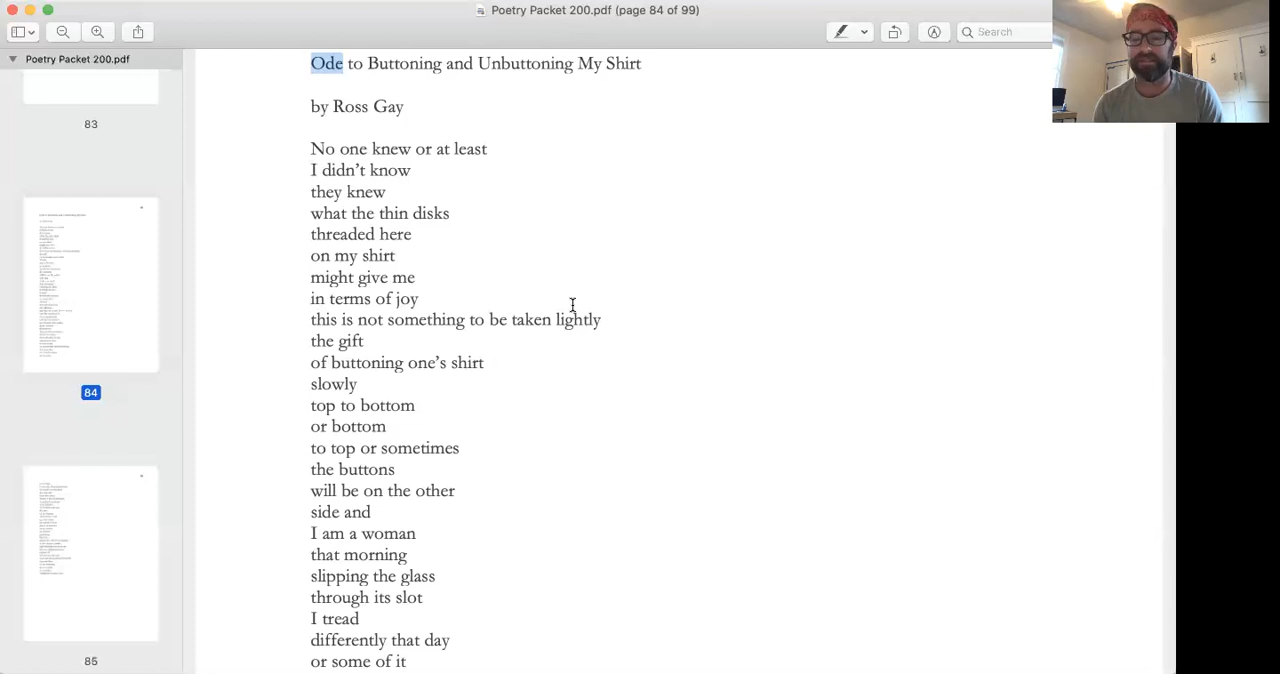 Poetry Packet 200.pdf (page 84 of 99)
Search
Poetry Packet 200.pdf
83
84
85
Ode to Buttoning and Unbuttoning My Shirt
by Ross Gay
No one knew or at least
I didn't know
they knew
what the thin disks
threaded here
on my shirt
might give me
in terms of joy
this is not something to be taken lightly
the gift
of buttoning one's shirt
slowly
top to bottom
or bottom
to top or sometimes
the buttons
will be on the other
side and
I am a woman
that morning
slipping the glass
through its slot
I tread
differently that day
or some of it